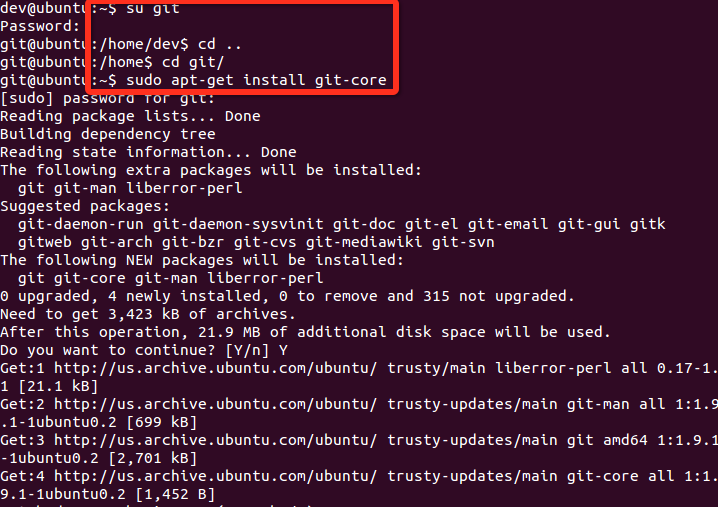 dev@ubuntu:~$ su git
Password:
git@ubuntu:/home/dev$ cd ..
git@ubuntu:/home$ cd git/
git@ubuntu:~$ sudo apt-get install git-core
[sudo] password for git:
Reading package lists... Done
Building dependency tree
Reading state information... Done
The following extra packages will be installed:
  git git-man liberror-perl
Suggested packages:
  git-daemon-run git-daemon-sysvinit git-doc git-el git-email git-gui gitk
  gitweb git-arch git-bzr git-cvs git-mediawiki git-svn
The following NEW packages will be installed:
  git git-core git-man liberror-perl
0 upgraded, 4 newly installed, 0 to remove and 315 not upgraded.
Need to get 3,423 kB of archives.
After this operation, 21.9 MB of additional disk space will be used.
Do you want to continue? [Y/n] Y
Get:1 http://us.archive.ubuntu.com/ubuntu/ trusty/main liberror-perl all 0.17-1.
1 [21.1 kB]
Get:2 http://us.archive.ubuntu.com/ubuntu/ trusty-updates/main git-man all 1:1.9
.1-1ubuntu0.2 [699 kB]
Get:3 http://us.archive.ubuntu.com/ubuntu/ trusty-updates/main git amd64 1:1.9.1
-1ubuntu0.2 [2,701 kB]
Get:4 http://us.archive.ubuntu.com/ubuntu/ trusty-updates/main git-core all 1:1.
9.1-1ubuntu0.2 [1,452 B]